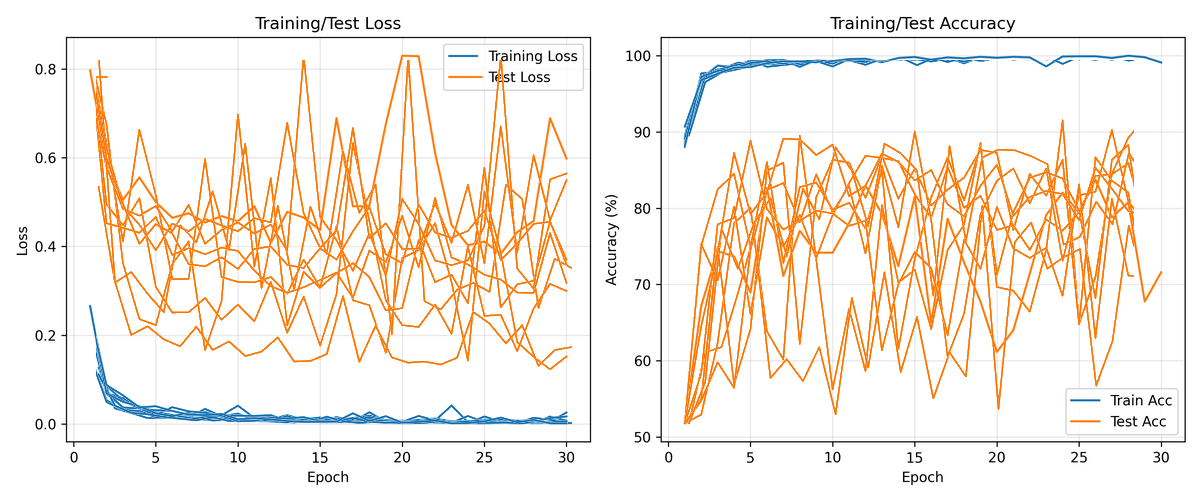 Training/Test Loss
Loss
0.8
0.6
0.4
0.2
0.0
Training Loss
Test Loss
0
5
10
15
20
25
30
Epoch
Training/Test Accuracy
Accuracy (%)
100
90
80
70
60
50
Train Acc
Test Acc
0
5
10
15
20
25
30
Epoch